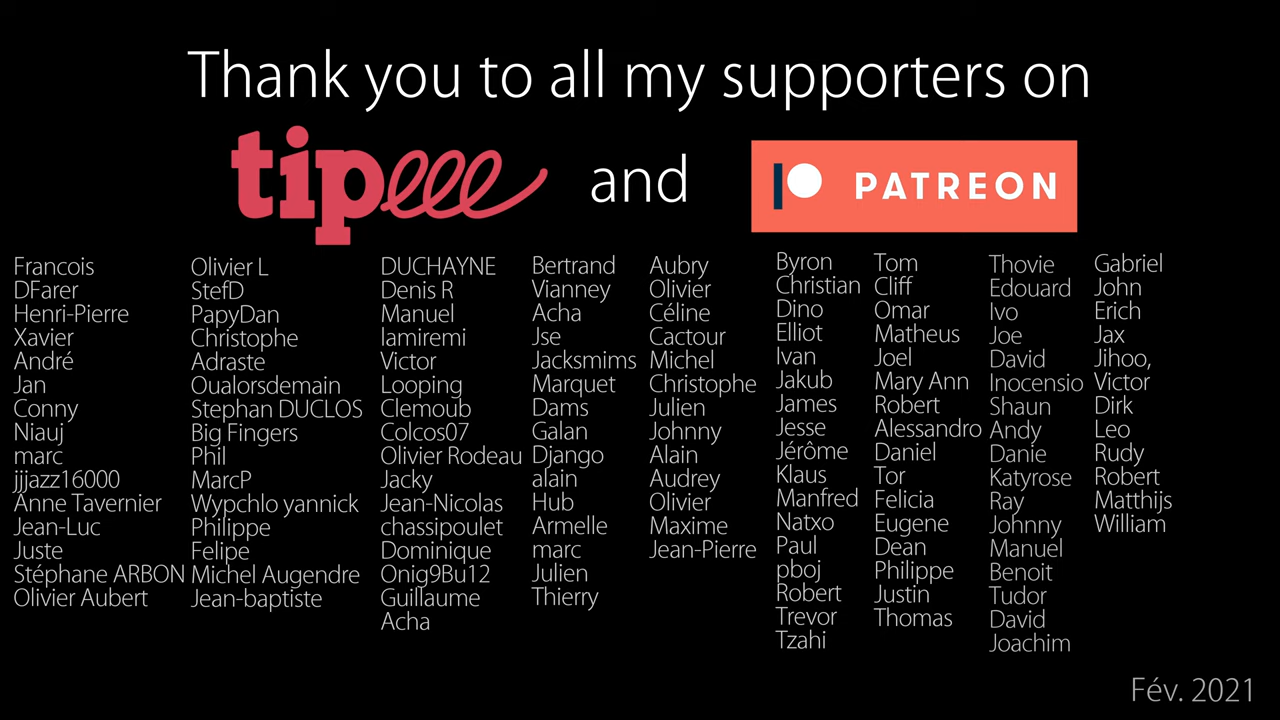 Thank you to all my supporters on
tipeee and PATREON
Francois
DFarer
Henri-Pierre
Xavier
André
Jan
Conny
Niauj
marc
jjjazz16000
Anne Tavernier
Jean-Luc
Juste
Stéphane ARBON
Olivier Aubert
Olivier L
StefD
PapyDan
Christophe
Adraste
Oualorsdemain
Stephan DUCLOS
Big Fingers
Phil
MarcP
Wypchlo yannick
Philippe
Felipe
Michel Augendre
Jean-baptiste
DUCHAYNE
Denis R
Manuel
lamiremi
Victor
Looping
Clemoub
Colcos07
Olivier Rodeau
Jacky
Jean-Nicolas
chassipoulet
Dominique
Onig9Bu12
Guillaume
Acha
Bertrand
Vianney
Acha
Jse
Jacksmims
Marquet
Dams
Galan
Django
alain
Hub
Armelle
marc
Julien
Thierry
Aubry
Olivier
Céline
Cactour
Michel
Christophe
Julien
Johnny
Alain
Audrey
Olivier
Maxime
Jean-Pierre
Byron
Christian
Dino
Elliot
Ivan
Jakub
James
Jesse
Jérôme
Klaus
Manfred
Natxo
Paul
pboj
Robert
Trevor
Tzahi
Tom
Cliff
Omar
Matheus
Joel
Mary Ann
Robert
Alessandro
Daniel
Tor
Felicia
Eugene
Dean
Philippe
Justin
Thomas
Thovie
Edouard
Ivo
Joe
David
Inocensio
Shaun
Andy
Danie
Katyrose
Ray
Johnny
Manuel
Benoit
Tudor
David
Joachim
Gabriel
John
Erich
Jax
Jihoo,
Victor
Dirk
Leo
Rudy
Robert
Matthijs
William
Fév. 2021